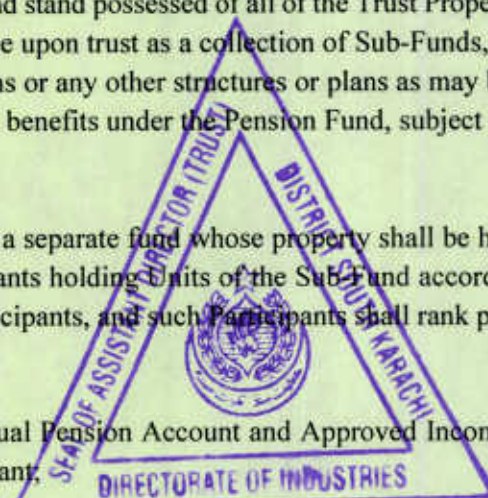 nd stand possessed of all of the Trust Prope
e upon trust as a collection of Sub-Funds,
ns or any other structures or plans as may b
benefits under the Pension Fund, subject
a separate fund whose property shall be h
ants holding Units of the Sub-Fund accord
cipants, and such Participants shall rank p
ual Pension Account and Approved Incom
ant;
SEAL OF ASSISTANT DIRECTOR (TRUST)
DISTRICT SOUTH KARACHI
DIRECTORATE OF INDUSTRIES